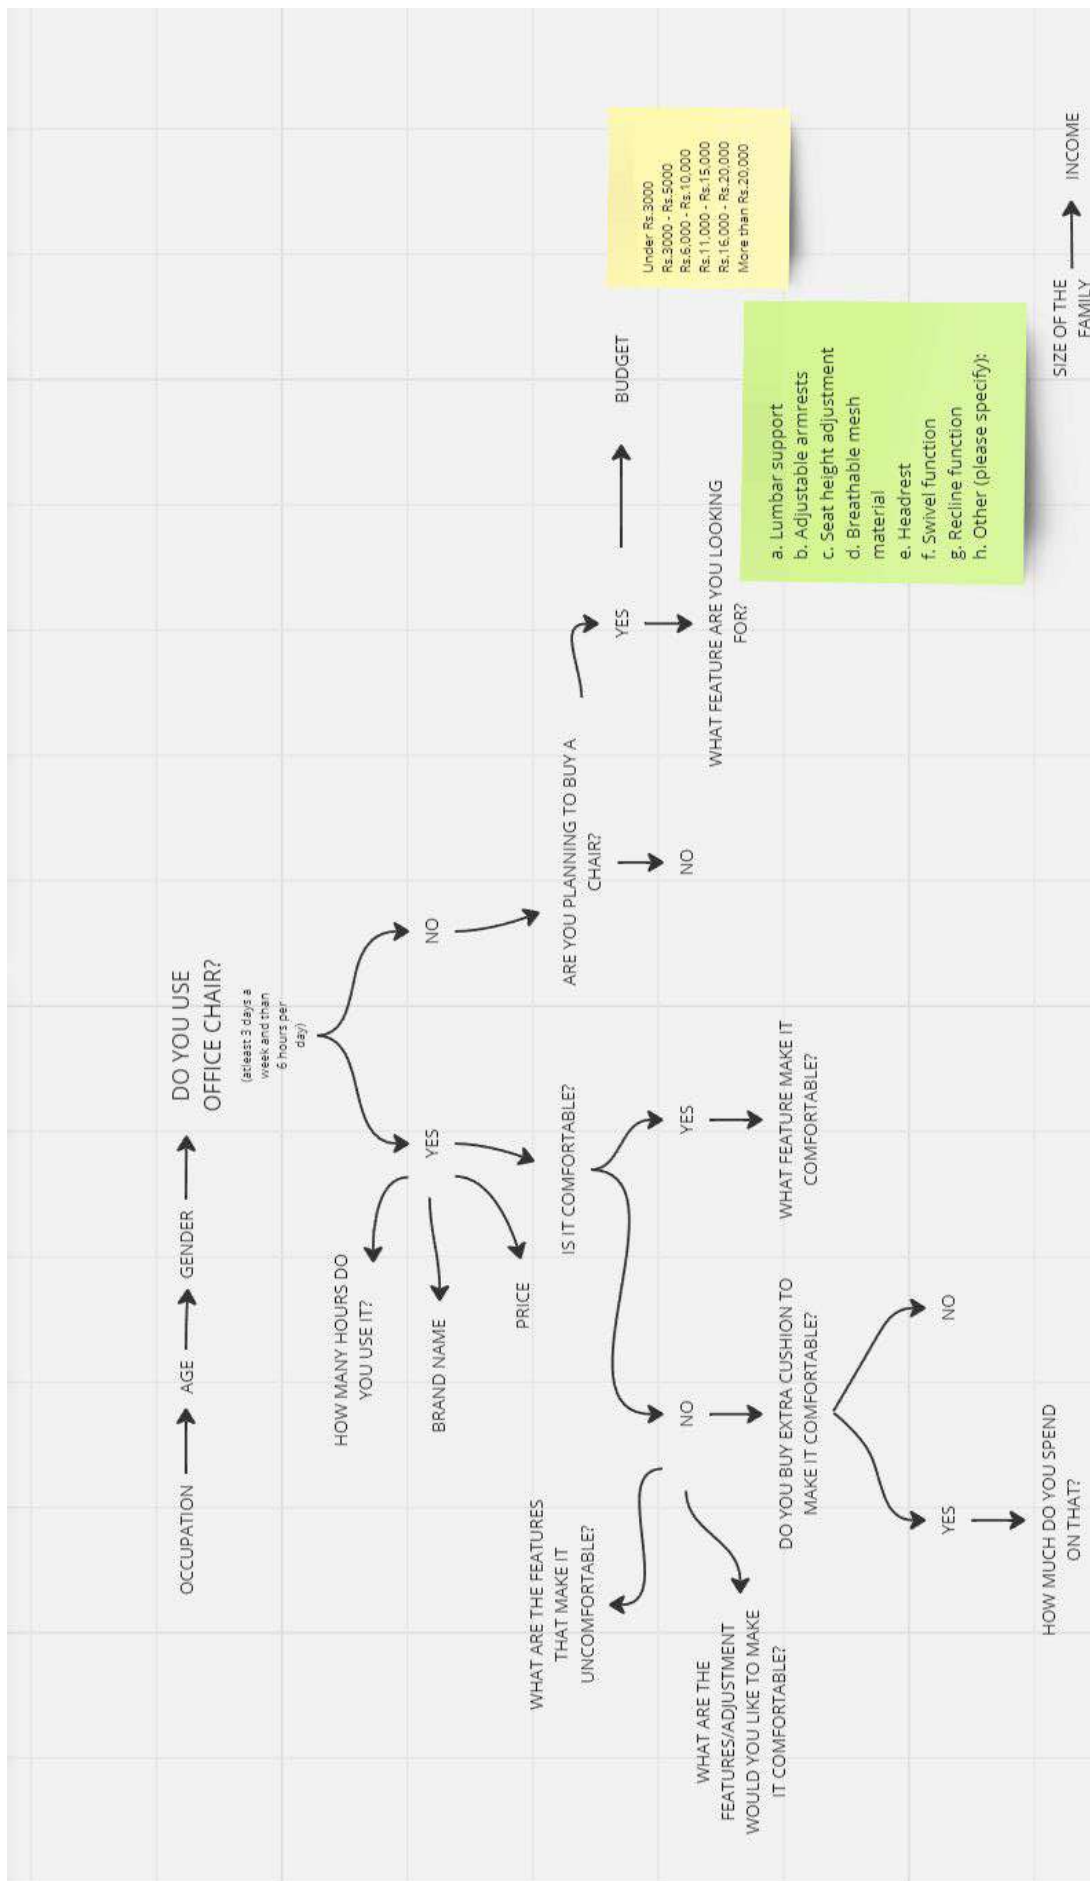 OCCUPATION
AGE
GENDER
DO YOU USE
OFFICE CHAIR?
(atleast 3 days a
week and than
6 hours per
day)
HOW MANY HOURS DO
YOU USE IT?
BRAND NAME
PRICE
YES
NO
IS IT COMFORTABLE?
ARE YOU PLANNING TO BUY A
CHAIR?
YES
BUDGET
Under Rs.3000
Rs.3000 - Rs.5000
Rs.6,000 - Rs.10,000
Rs.11,000 - Rs.15,000
Rs.16,000 - Rs.20,000
More than Rs.20,000
WHAT ARE THE FEATURES
THAT MAKE IT
UNCOMFORTABLE?
NO
YES
NO
WHAT FEATURE ARE YOU LOOKING
FOR?
a. Lumbar support
b. Adjustable armrests
c. Seat height adjustment
d. Breathable mesh
material
e. Headrest
f. Swivel function
g. Recline function
h. Other (please specify):
WHAT ARE THE
FEATURES/ADJUSTMENT
WOULD YOU LIKE TO MAKE
IT COMFORTABLE?
DO YOU BUY EXTRA CUSHION TO
MAKE IT COMFORTABLE?
WHAT FEATURE MAKE IT
COMFORTABLE?
YES
NO
HOW MUCH DO YOU SPEND
ON THAT?
SIZE OF THE
FAMILY
INCOME